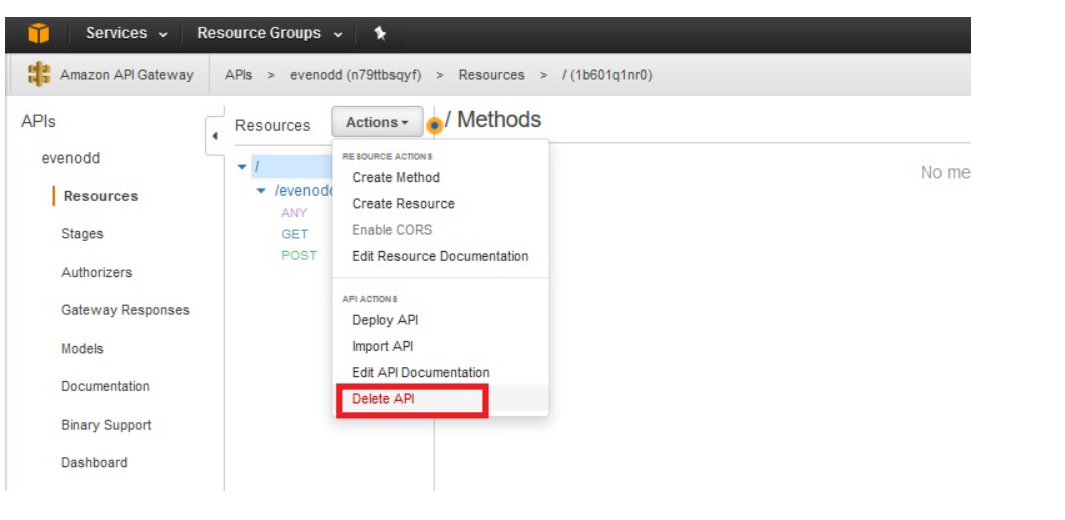 Services Resource Groups
Amazon API Gateway APIs > evenodd (n79ttbsqyf) > Resources > / (1b601q1nr0)
APIs
evenodd
Resources
Stages
Authorizers
Gateway Responses
Models
Documentation
Binary Support
Dashboard
Resources Actions
/
/evenodd
ANY
GET
POST
RESOURCE ACTIONS
Create Method
Create Resource
Enable CORS
Edit Resource Documentation
API ACTIONS
Deploy API
Import API
Edit API Documentation
Delete API
/ Methods
No me